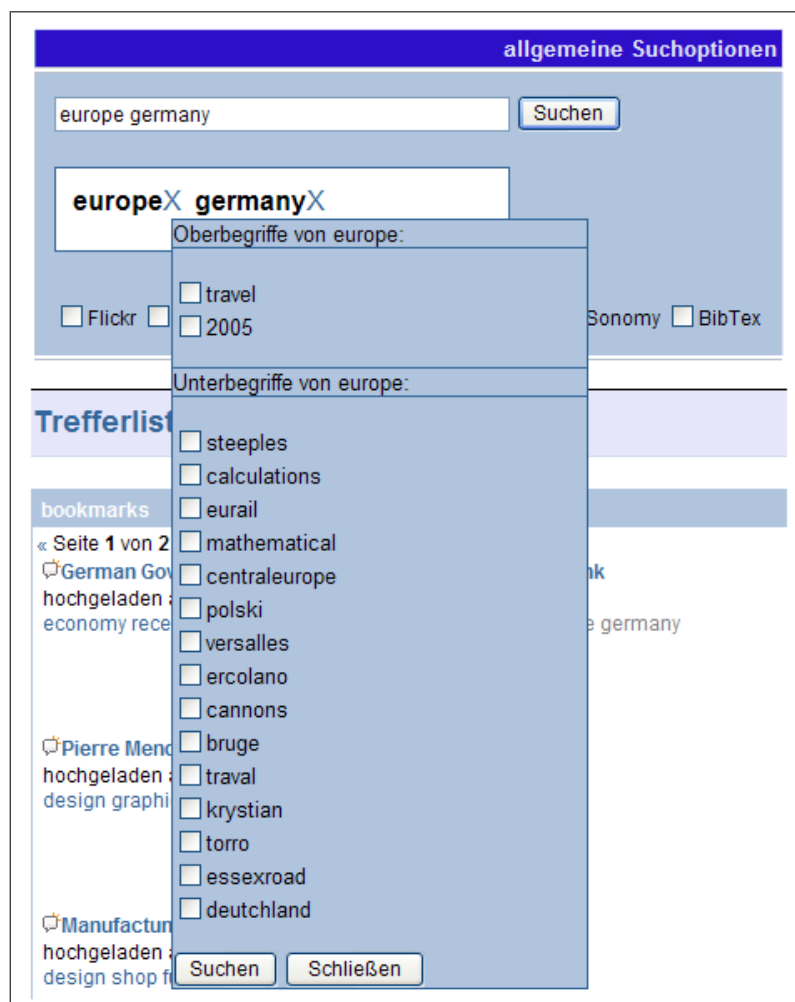 allgemeine Suchoptionen
europe germany Suchen
europeX germanyX
Oberbegriffe von europe:
travel
Flickr Sonomy BibTex
2005
Unterbegriffe von europe:
Trefferlist
steeples
calculations
bookmarks eurail
« Seite 1 von 2 mathematical
German Gov centraleurope nk
hochgeladen a polski
economy rece versalles e germany
ercolano
cannons
Pierre Mend bruge
hochgeladen a traval
design graphi krystian
torro
essexroad
deutchland
Manufactun
hochgeladen a
design shop f Suchen Schließen